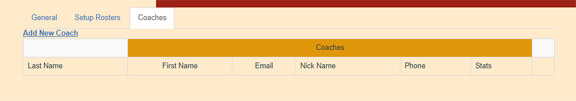 General Setup Rosters Coaches
Add New Coach
Coaches
Last Name First Name Email Nick Name Phone Stats